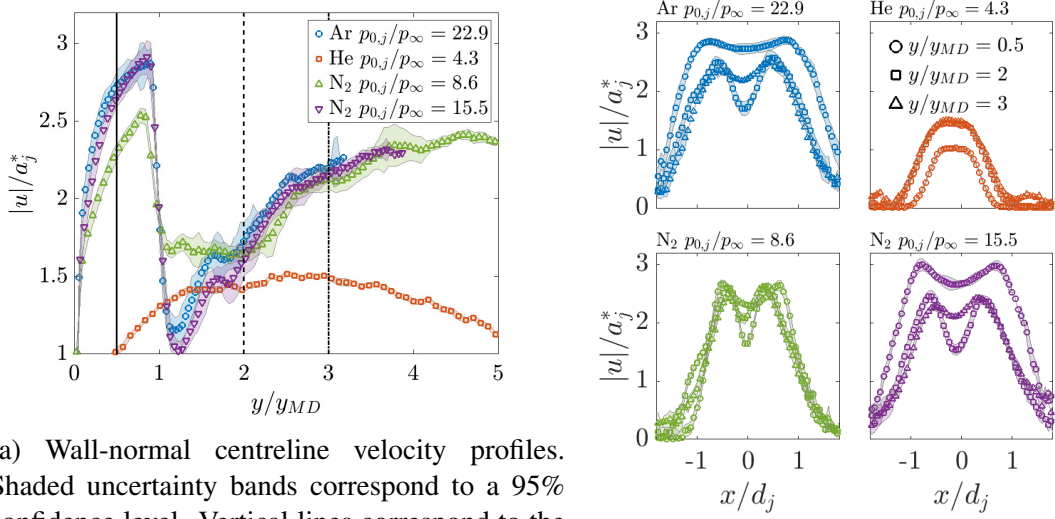 3
2.5
2
1.5
1
|u|/a*j
Ar p0,j/p∞ = 22.9
He p0,j/p∞ = 4.3
N2 p0,j/p∞ = 8.6
N2 p0,j/p∞ = 15.5
0 1 2 3 4 5
y/yMD
a) Wall-normal centreline velocity profiles.
Shaded uncertainty bands correspond to a 95%
confidence level. Vertical lines correspond to the
Ar p0,j/p∞ = 22.9
He p0,j/p∞ = 4.3
3
2
1
0
|u|/a*j
y/yMD = 0.5
y/yMD = 2
y/yMD = 3
N2 p0,j/p∞ = 8.6
N2 p0,j/p∞ = 15.5
3
2
1
0
|u|/a*j
-1 0 1
-1 0 1
x/dj
x/dj